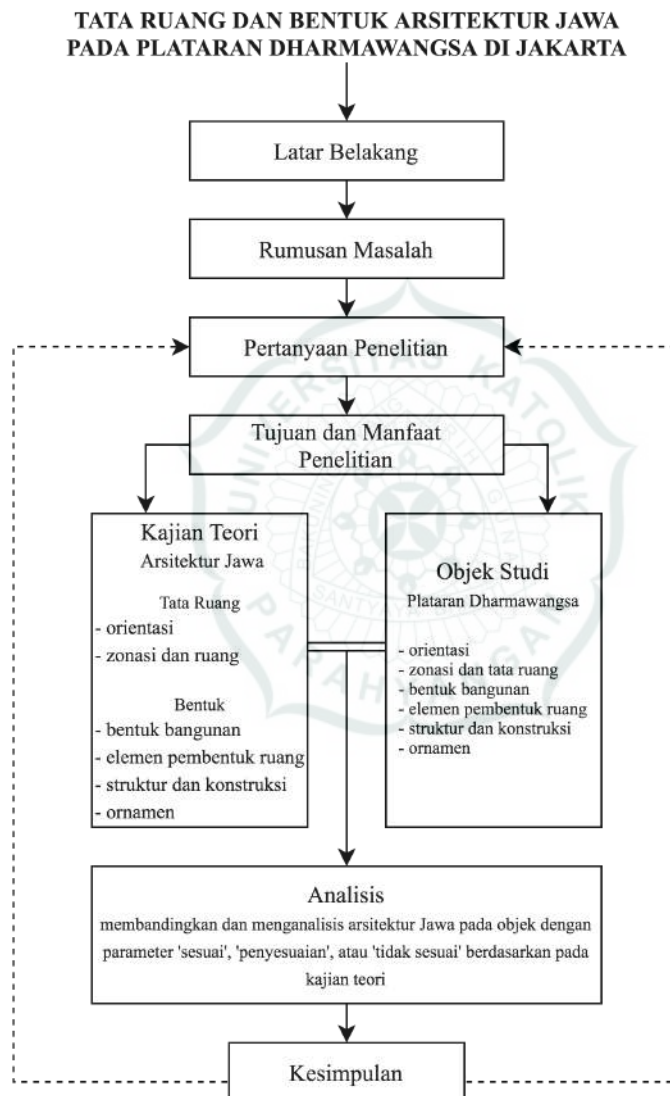 TATA RUANG DAN BENTUK ARSITEKTUR JAWA
PADA PLATARAN DHARMAWANGSA DI JAKARTA
Latar Belakang
Rumusan Masalah
Pertanyaan Penelitian
Tujuan dan Manfaat
Penelitian
Kajian Teori
Arsitektur Jawa
Tata Ruang
- orientasi
- zonasi dan ruang
Bentuk
- bentuk bangunan
- elemen pembentuk ruang
- struktur dan konstruksi
- ornamen
Objek Studi
Plataran Dharmawangsa
- orientasi
- zonasi dan tata ruang
- bentuk bangunan
- elemen pembentuk ruang
- struktur dan konstruksi
- ornamen
Analisis
membandingkan dan menganalisis arsitektur Jawa pada objek dengan
parameter 'sesuai', 'penyesuaian', atau 'tidak sesuai' berdasarkan pada
kajian teori
Kesimpulan
UNIVERSITAS KATOLIK
PARAHYANGAN